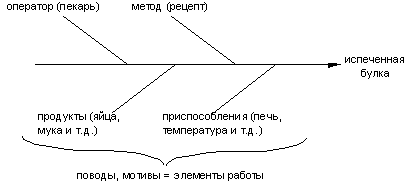 оператор (пекарь)
метод (рецепт)
испеченная
булка
продукты (яйца,
мука и т.д.)
приспособления (печь,
температура и т.д.)
поводы, мотивы = элементы работы